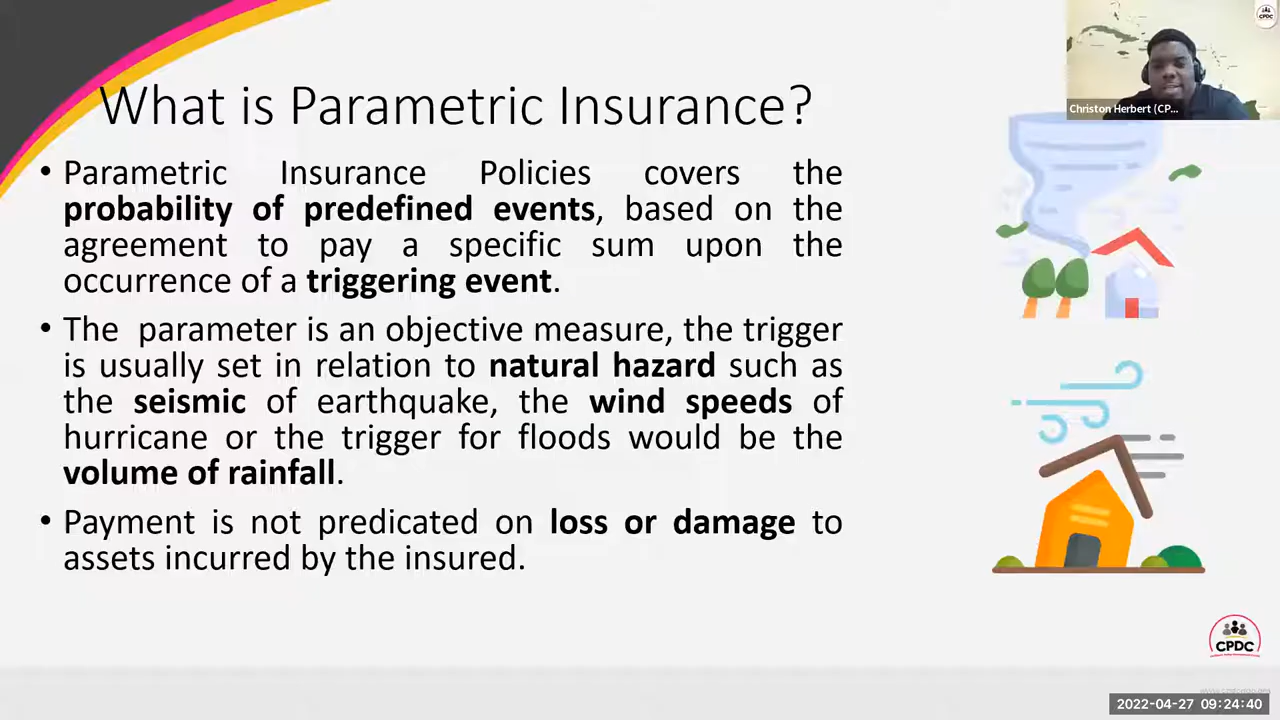 CPDC
Christon Herbert (CP...
What is Parametric Insurance?
• Parametric Insurance Policies covers the
probability of predefined events, based on the
agreement to pay a specific sum upon the
occurrence of a triggering event.
• The parameter is an objective measure, the trigger
is usually set in relation to natural hazard such as
the seismic of earthquake, the wind speeds of
hurricane or the trigger for floods would be the
volume of rainfall.
• Payment is not predicated on loss or damage to
assets incurred by the insured.
CPDC
2022-04-27 09:24:40